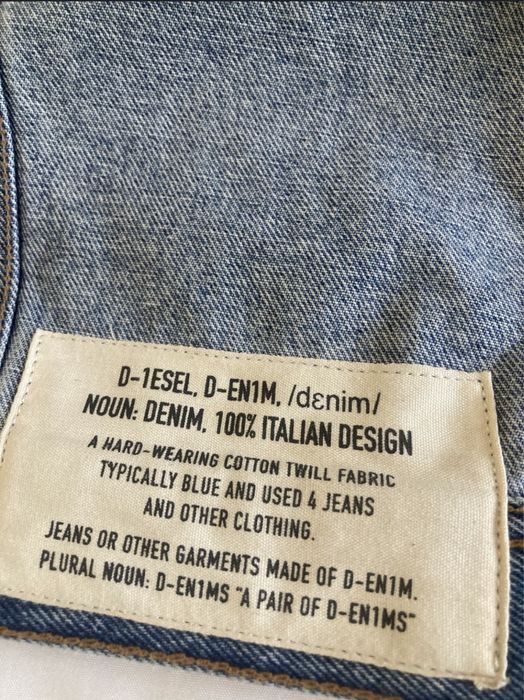 D-1ESEL, D-EN1M, /dɛnim/
NOUN: DENIM, 100% ITALIAN DESIGN
A HARD-WEARING COTTON TWILL FABRIC
TYPICALLY BLUE AND USED 4 JEANS
AND OTHER CLOTHING.
JEANS OR OTHER GARMENTS MADE OF D-EN1M.
PLURAL NOUN: D-EN1MS "A PAIR OF D-EN1MS"